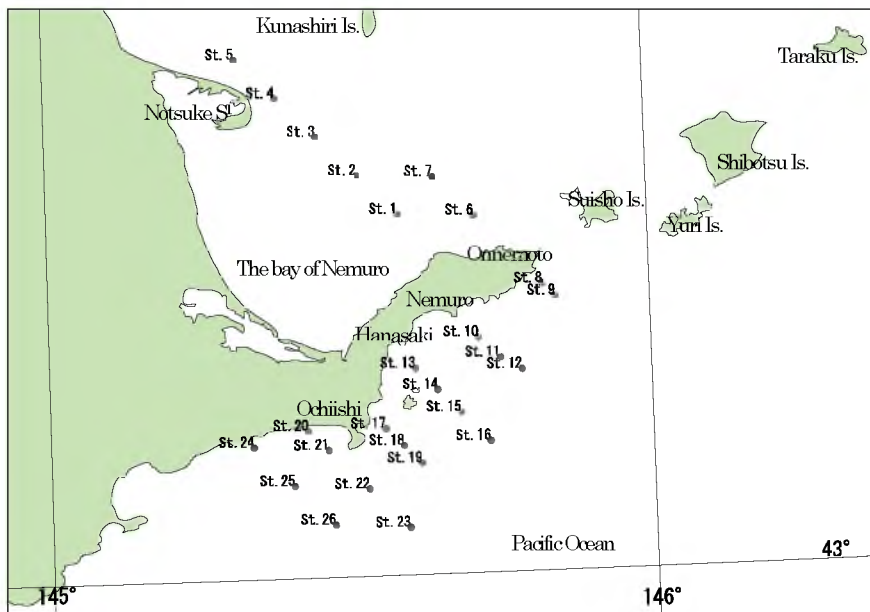 Kunashiri Is.
Taraku Is.
St. 5
St. 4
Notsuke
St. 3
St. 2
St. 7
Shibotsu Is.
St. 1
St. 6
Suisho Is.
Yuri Is.
Onnemoto
The bay of Nemuro
St. 8
St. 9
Nemuro
St. 10
Hanasaki
St. 11
St. 12
St. 13
St. 14
Ochiishi
St. 15
St. 17
St. 20
St. 16
St. 24
St. 21
St. 18
St. 19
St. 25
St. 22
St. 26
St. 23
Pacific Ocean
43°
145°
146°